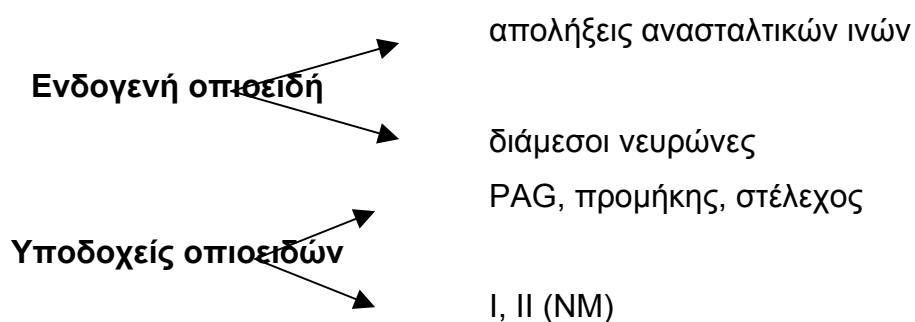 απολήξεις ανασταλτικών ινών
Ενδογενή οπιοειδή
διάμεσοι νευρώνες
PAG, προμήκης, στέλεχος
Υποδοχείς οπιοειδών
I, II (NM)